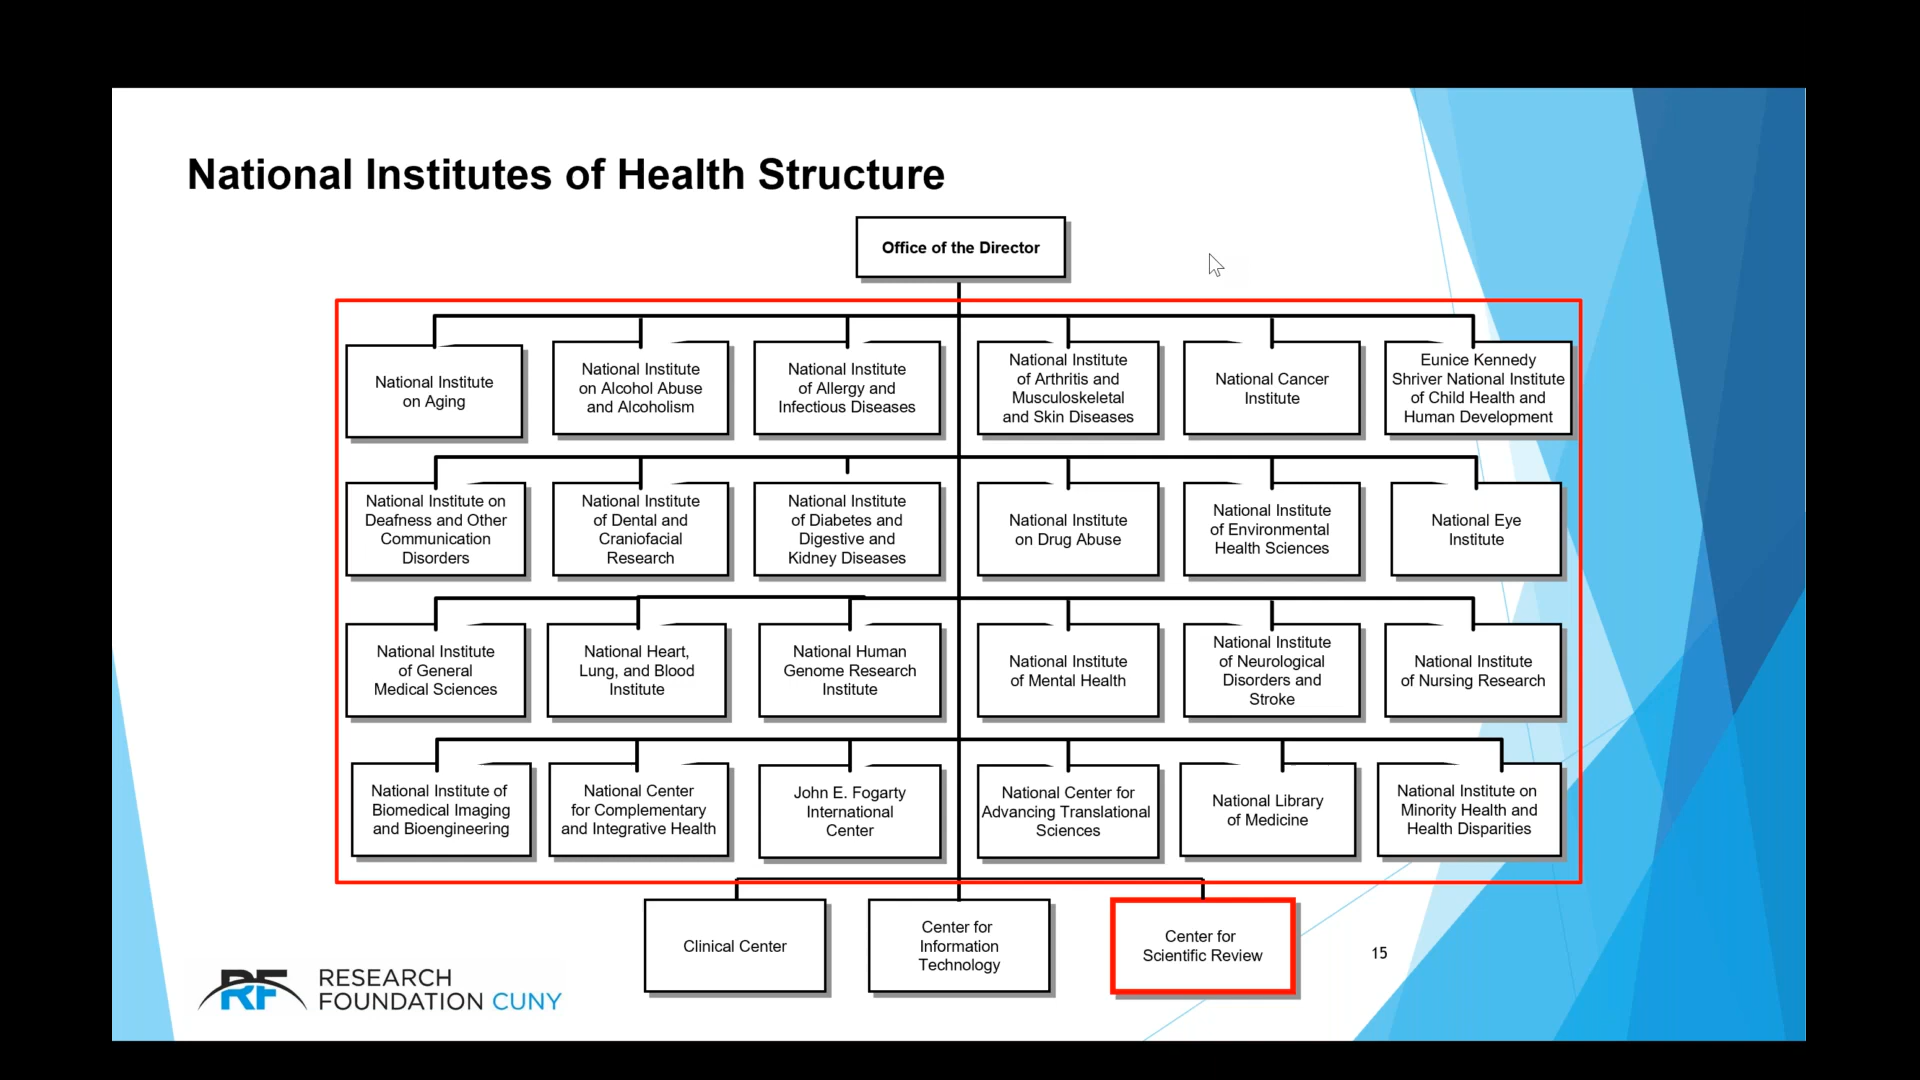 National Institutes of Health Structure
Office of the Director
National Institute
on Aging
National Institute
on Alcohol Abuse
and Alcoholism
National Institute
of Allergy and
Infectious Diseases
National Institute
of Arthritis and
Musculoskeletal
and Skin Diseases
National Cancer
Institute
Eunice Kennedy
Shriver National Institute
of Child Health and
Human Development
National Institute on
Deafness and Other
Communication
Disorders
National Institute
of Dental and
Craniofacial
Research
National Institute
of Diabetes and
Digestive and
Kidney Diseases
National Institute
on Drug Abuse
National Institute
of Environmental
Health Sciences
National Eye
Institute
National Institute
of General
Medical Sciences
National Heart,
Lung, and Blood
Institute
National Human
Genome Research
Institute
National Institute
of Mental Health
National Institute
of Neurological
Disorders and
Stroke
National Institute
of Nursing Research
National Institute of
Biomedical Imaging
and Bioengineering
National Center
for Complementary
and Integrative Health
John E. Fogarty
International
Center
National Center for
Advancing Translational
Sciences
National Library
of Medicine
National Institute on
Minority Health and
Health Disparities
Clinical Center
Center for
Information
Technology
Center for
Scientific Review
15
RF
RESEARCH
FOUNDATION CUNY